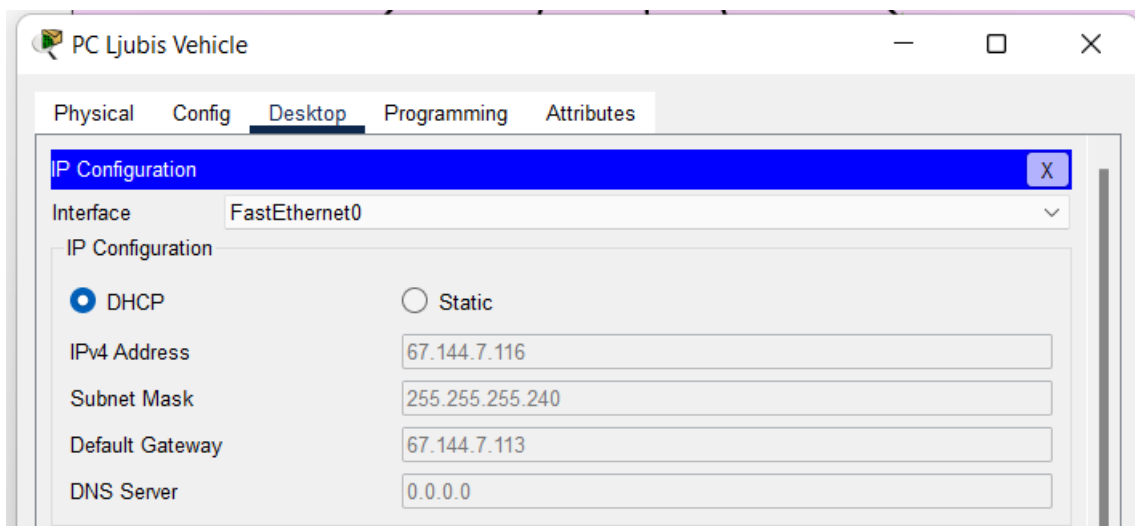 PC Ljubis Vehicle
Physical Config Desktop Programming Attributes
IP Configuration X
Interface FastEthernet0
IP Configuration
DHCP Static
IPv4 Address 67.144.7.116
Subnet Mask 255.255.255.240
Default Gateway 67.144.7.113
DNS Server 0.0.0.0